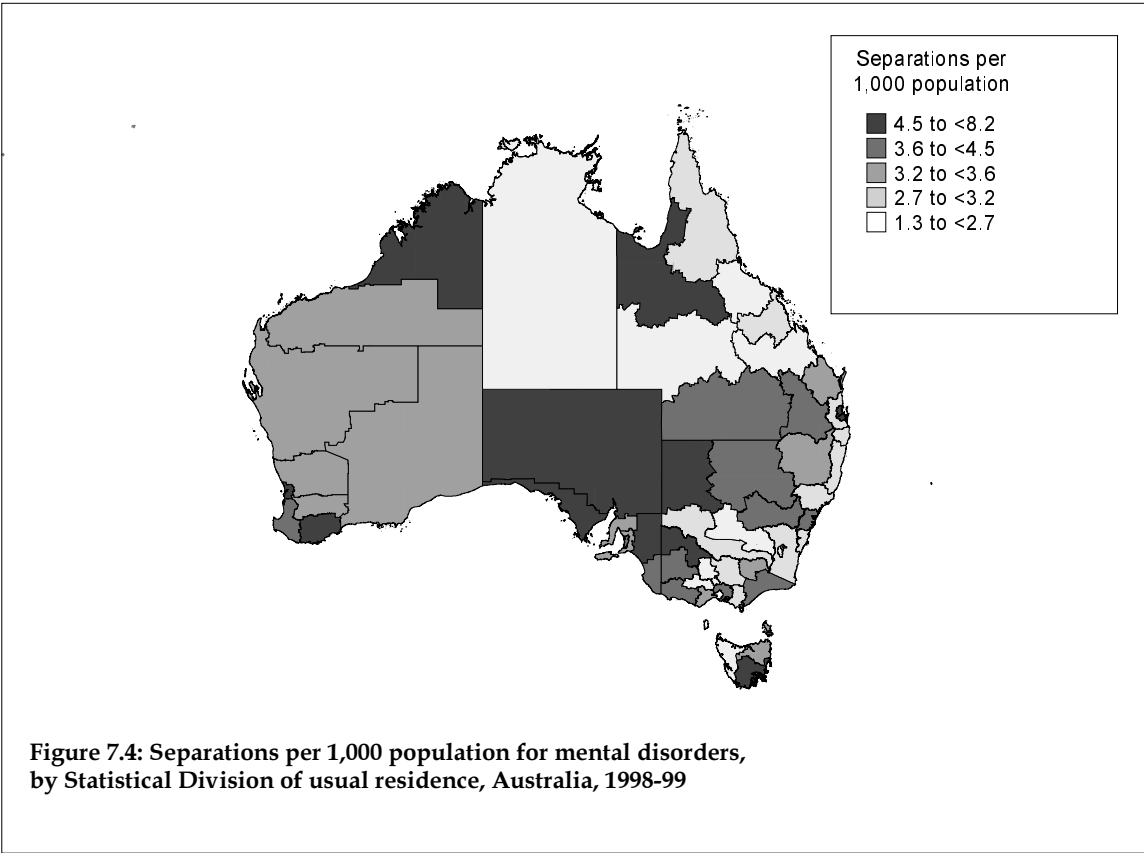 Separations per
1,000 population
4.5 to <8.2
3.6 to <4.5
3.2 to <3.6
2.7 to <3.2
1.3 to <2.7
Figure 7.4: Separations per 1,000 population for mental disorders,
by Statistical Division of usual residence, Australia, 1998-99